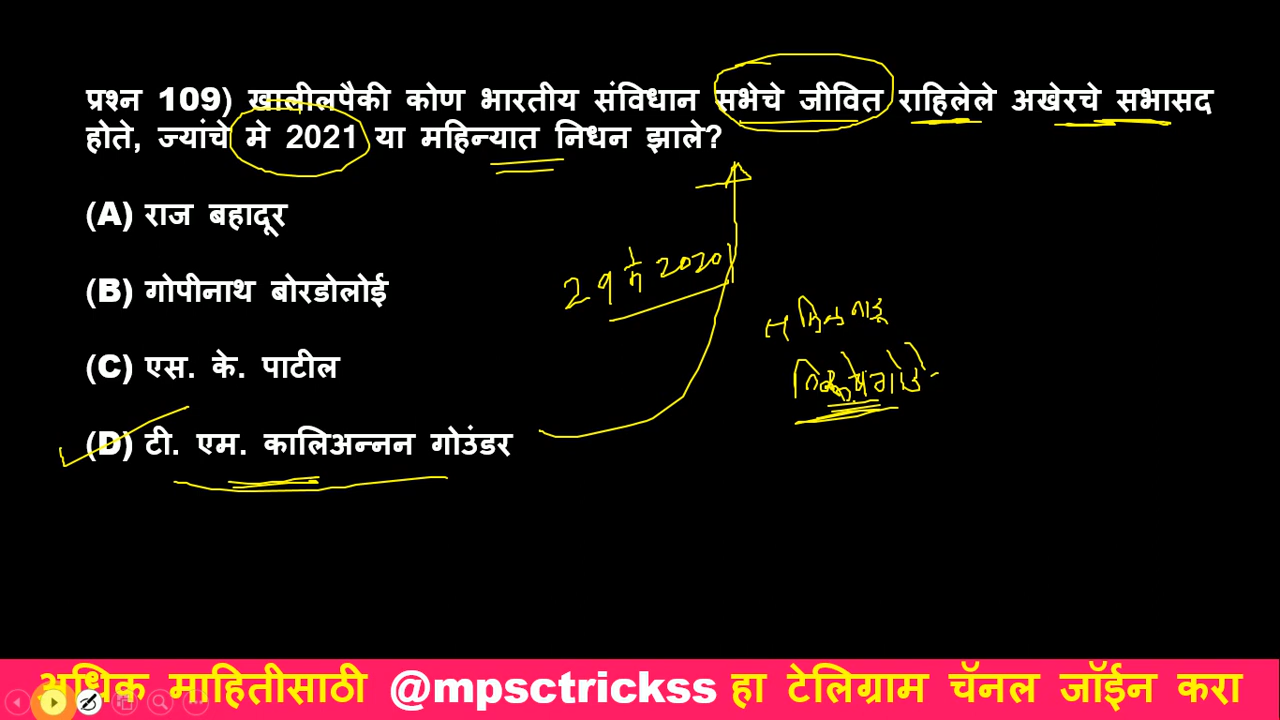 प्रश्न 109) खालीलपैकी कोण भारतीय संविधान सभेचे जीवित राहिलेले अखेरचे सभासद
होते, ज्यांचे मे 2021 या महिन्यात निधन झाले?
(A) राज बहादूर
29 2020
(B) गोपीनाथ बोरडोलोई
(C) एस. के. पाटील
(D) टी. एम. कालिअन्नन गोउंडर
अधिक माहितीसाठी @mpsctrickss हा टेलिग्राम चॅनल जॉईन करा